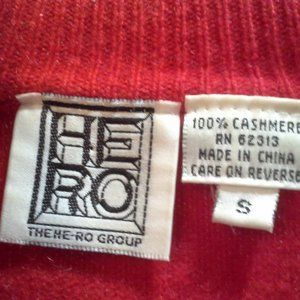 HE
RO
THE HE-RO GROUP
100% CASHMERE
RN 62313
MADE IN CHINA
CARE ON REVERSE
S